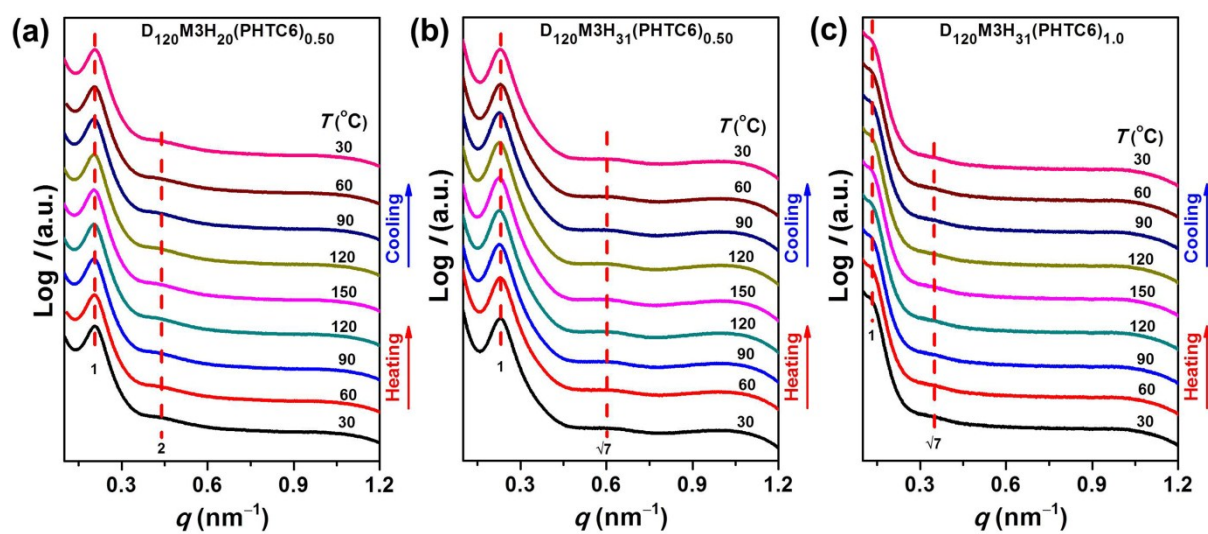 (a) D120M3H20(PHTC6)0.50
T (°C)
30
60
90
120
150
120
90
60
30
1
2
Cooling
Heating
Log I (a.u.)
0.3 0.6 0.9 1.2
q (nm−1)
(b) D120M3H31(PHTC6)0.50
T (°C)
30
60
90
120
150
120
90
60
30
1
√7
Cooling
Heating
Log I (a.u.)
0.3 0.6 0.9 1.2
q (nm−1)
(c) D120M3H31(PHTC6)1.0
T (°C)
30
60
90
120
150
120
90
60
30
1
√7
Cooling
Heating
Log I (a.u.)
0.3 0.6 0.9 1.2
q (nm−1)